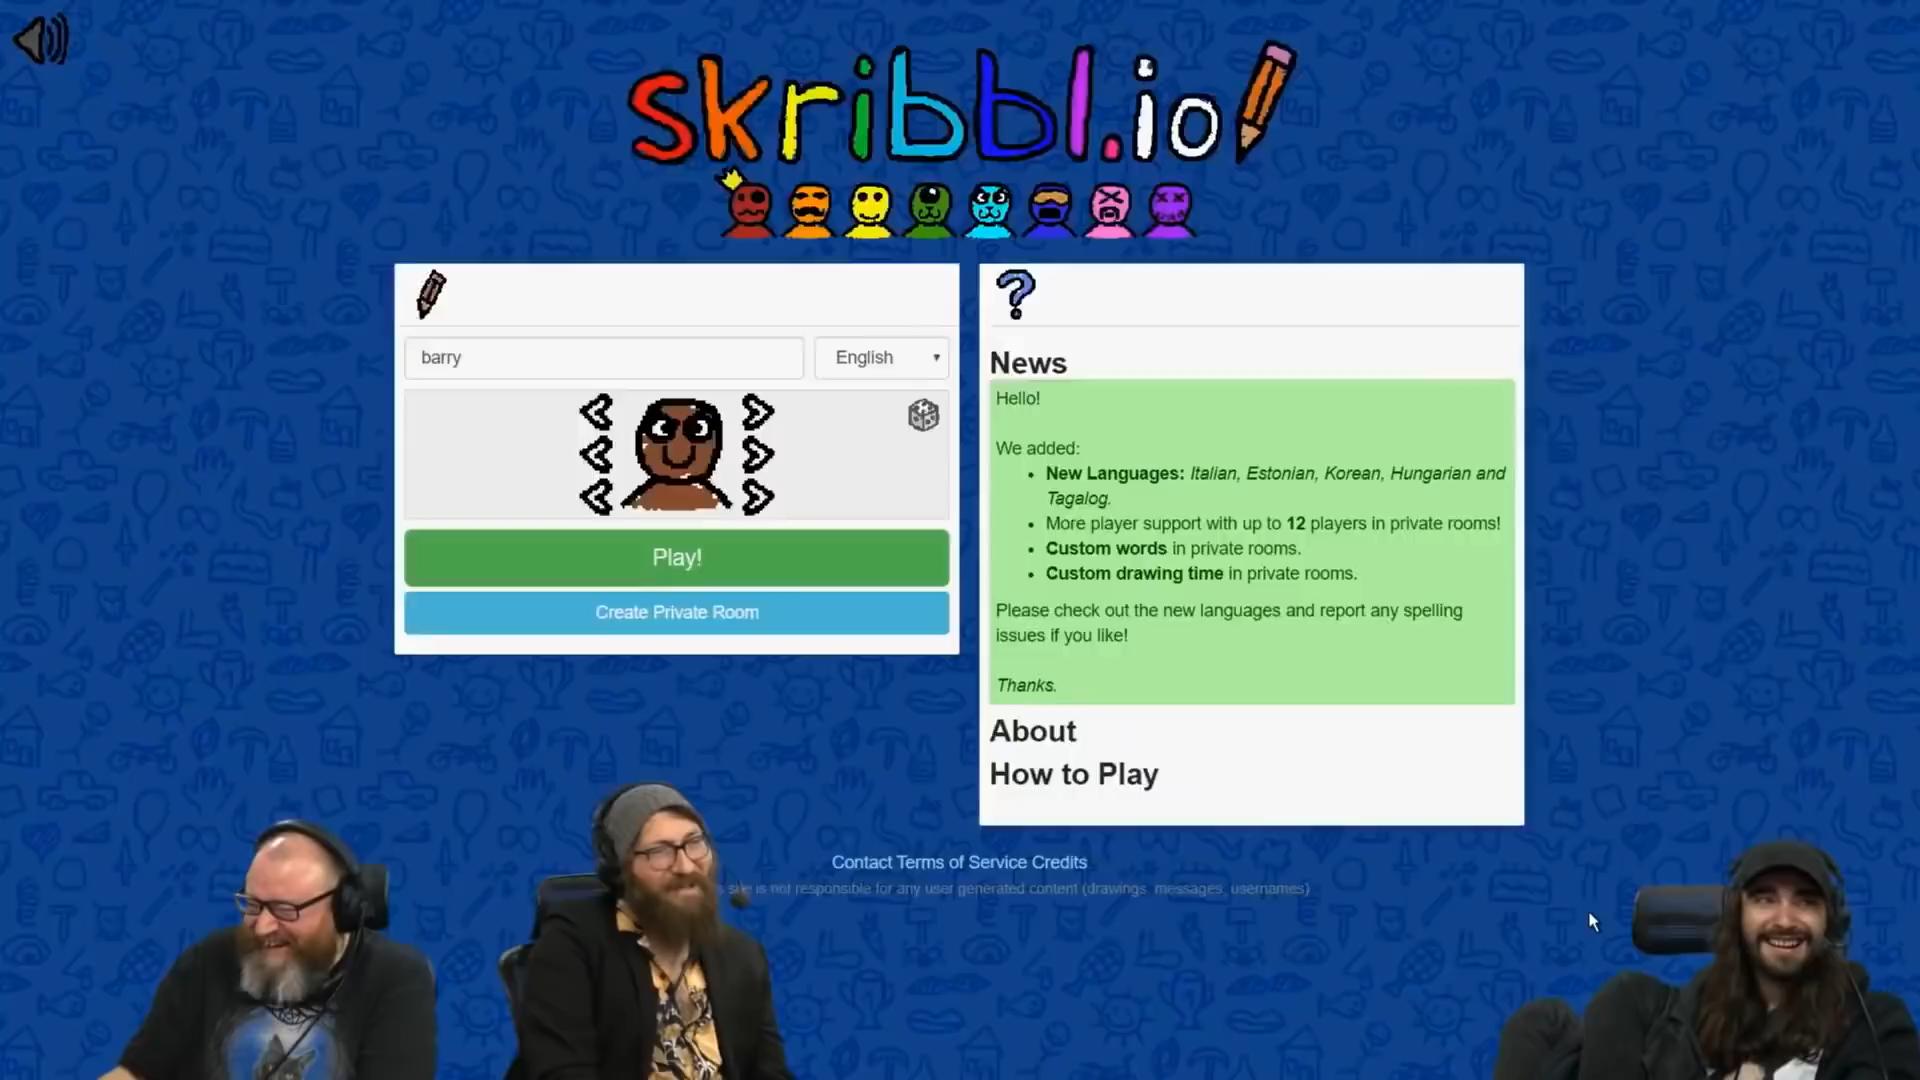 skribbl.io
barry
English
Play!
Create Private Room
News
Hello!
We added:
New Languages: Italian, Estonian, Korean, Hungarian and
Tagalog.
More player support with up to 12 players in private rooms!
Custom words in private rooms.
Custom drawing time in private rooms.
Please check out the new languages and report any spelling
issues if you like!
Thanks.
About
How to Play
Contact Terms of Service Credits
is not responsible for any user generated content (drawings, messages, usernames)